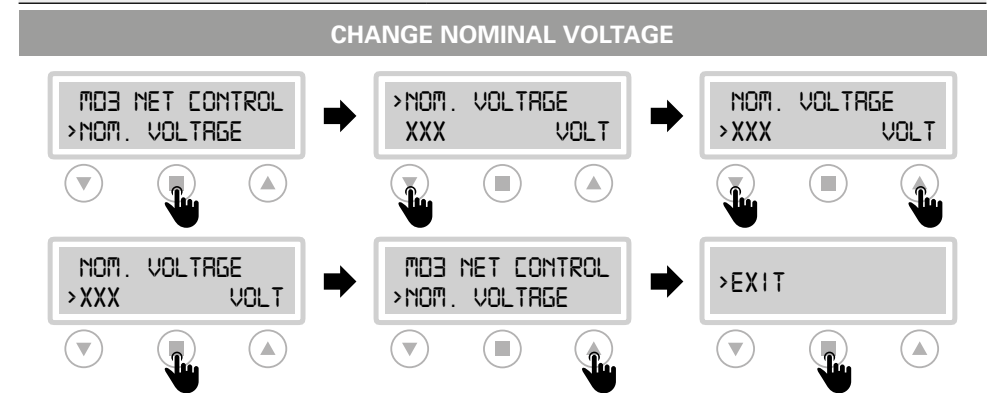 CHANGE NOMINAL VOLTAGE
M03 NET CONTROL
>NOM. VOLTAGE
>NOM. VOLTAGE
XXX VOLT
NOM. VOLTAGE
>XXX VOLT
NOM. VOLTAGE
>XXX VOLT
M03 NET CONTROL
>NOM. VOLTAGE
>EXIT